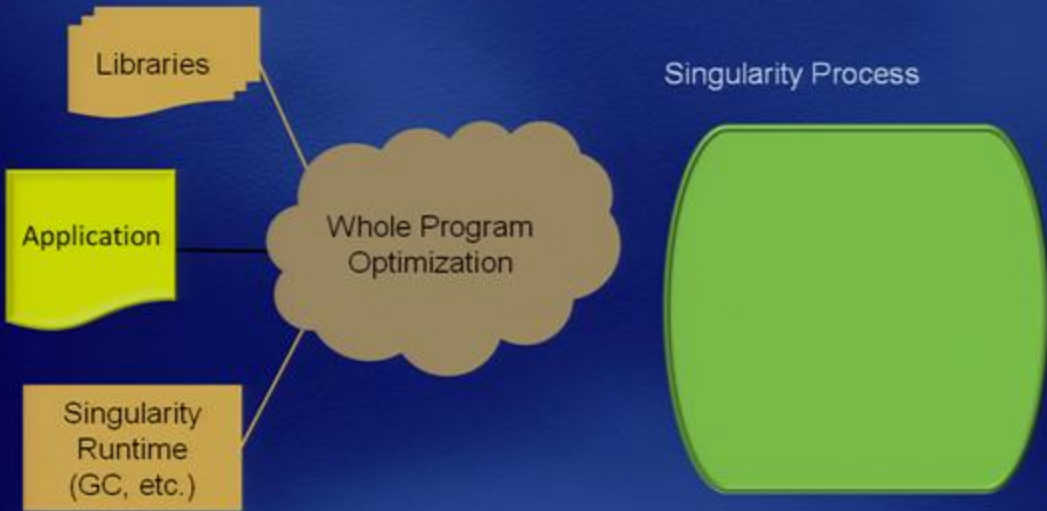 Libraries
Singularity Process
Application
Whole Program
Optimization
Singularity
Runtime
(GC, etc.)